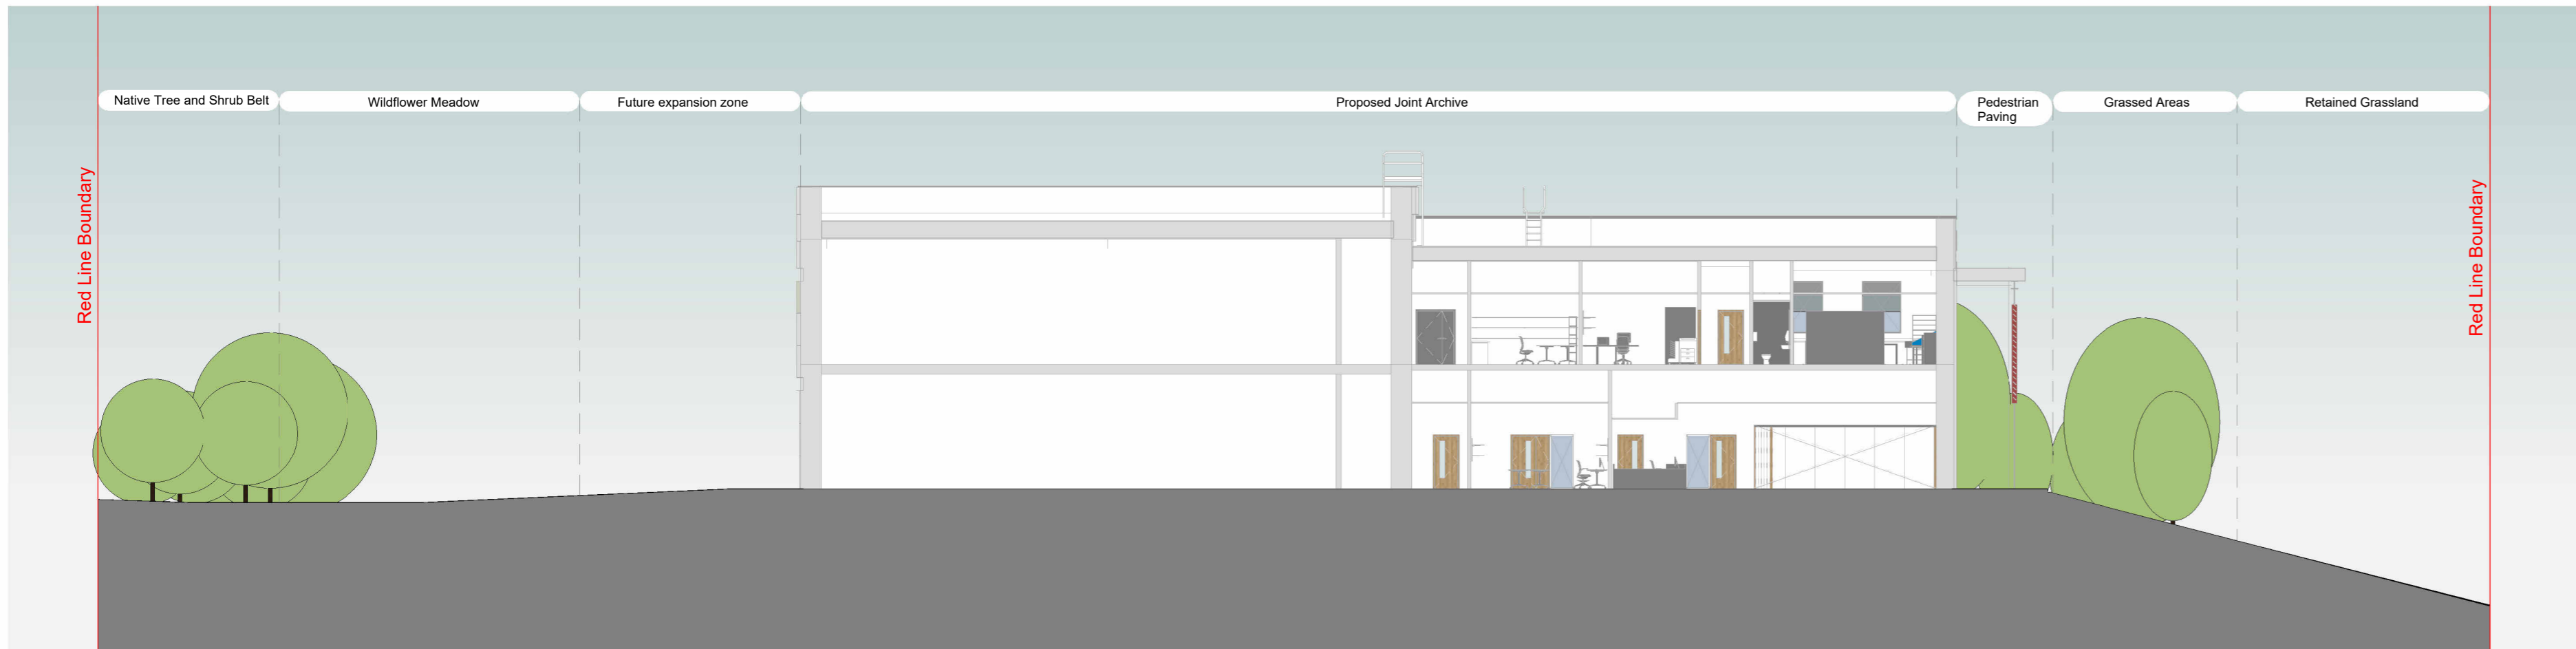 Native Tree and Shrub Belt
Wildflower Meadow
Future expansion zone
Proposed Joint Archive
Pedestrian
Paving
Grassed Areas
Retained Grassland
Red Line Boundary
Red Line Boundary